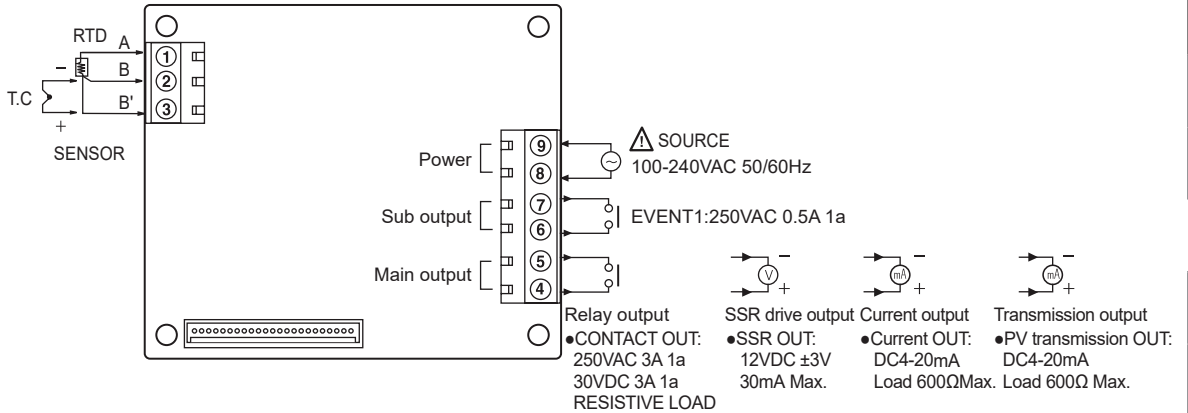 RTD A
B
B'
T.C
−
+
SENSOR
1
2
3
Power
9
8
⚠ SOURCE
100-240VAC 50/60Hz
Sub output
7
6
EVENT1:250VAC 0.5A 1a
Main output
5
4
Relay output
●CONTACT OUT:
250VAC 3A 1a
30VDC 3A 1a
RESISTIVE LOAD
−
V
+
SSR drive output
●SSR OUT:
12VDC ±3V
30mA Max.
−
mA
+
Current output
●Current OUT:
DC4-20mA
Load 600ΩMax.
−
mA
+
Transmission output
●PV transmission OUT:
DC4-20mA
Load 600Ω Max.